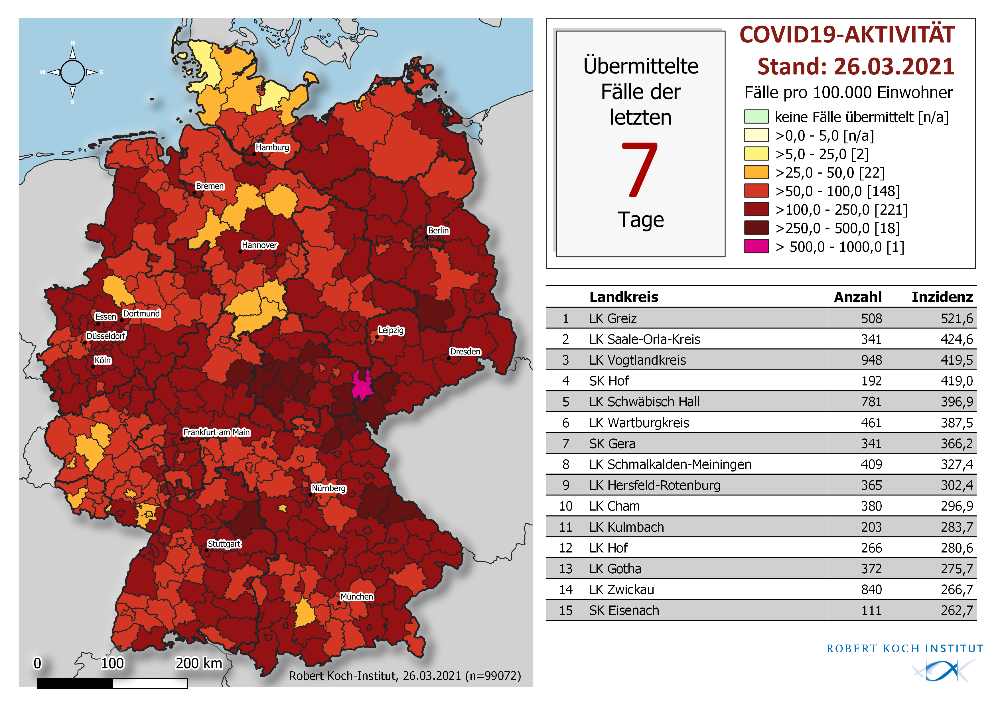 N
W
E
S
Hamburg
Bremen
Berlin
Hannover
Essen
Dortmund
Düsseldorf
Leipzig
Köln
Dresden
Frankfurt am Main
Nürnberg
Stuttgart
München
0 100 200 km
Robert Koch-Institut, 26.03.2021 (n=99072)
Übermittelte
Fälle der
letzten
7
Tage
COVID19-AKTIVITÄT
Stand: 26.03.2021
Fälle pro 100.000 Einwohner
keine Fälle übermittelt [n/a]
>0,0 - 5,0 [n/a]
>5,0 - 25,0 [2]
>25,0 - 50,0 [22]
>50,0 - 100,0 [148]
>100,0 - 250,0 [221]
>250,0 - 500,0 [18]
> 500,0 - 1000,0 [1]
Landkreis Anzahl Inzidenz
1 LK Greiz 508 521,6
2 LK Saale-Orla-Kreis 341 424,6
3 LK Vogtlandkreis 948 419,5
4 SK Hof 192 419,0
5 LK Schwäbisch Hall 781 396,9
6 LK Wartburgkreis 461 387,5
7 SK Gera 341 366,2
8 LK Schmalkalden-Meiningen 409 327,4
9 LK Hersfeld-Rotenburg 365 302,4
10 LK Cham 380 296,9
11 LK Kulmbach 203 283,7
12 LK Hof 266 280,6
13 LK Gotha 372 275,7
14 LK Zwickau 840 266,7
15 SK Eisenach 111 262,7
ROBERT KOCH INSTITUT